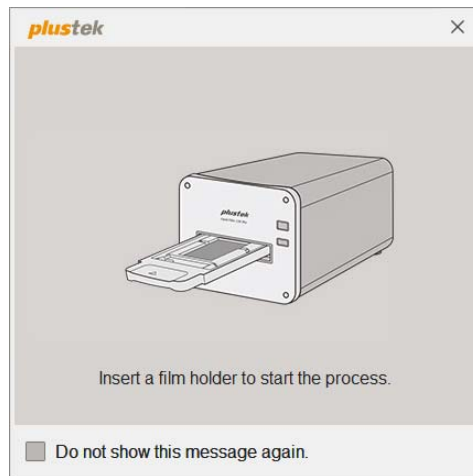 plustek
plustek
Insert a film holder to start the process.
Do not show this message again.